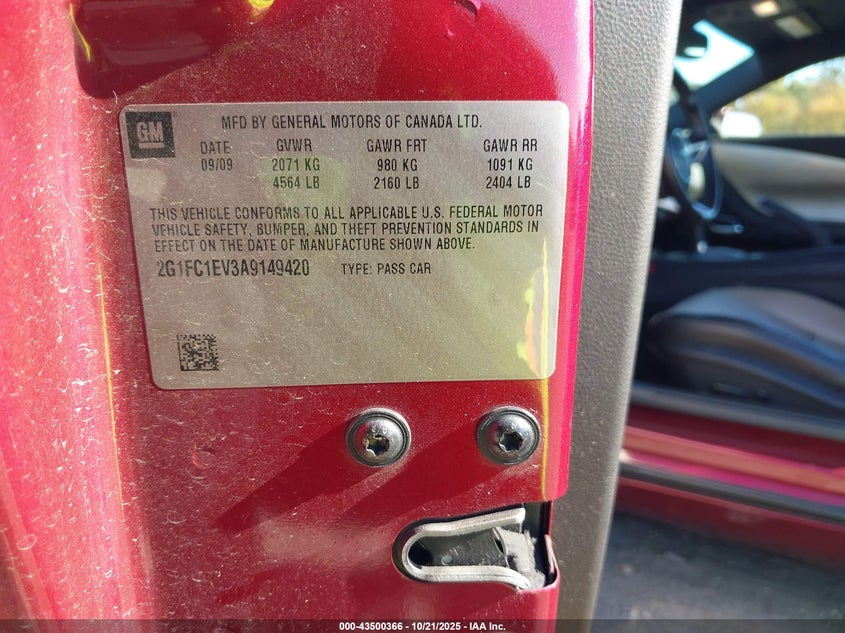 GM
MFD BY GENERAL MOTORS OF CANADA LTD.
DATE GVWR GAWR FRT GAWR RR
09/09 2071 KG 980 KG 1091 KG
4564 LB 2160 LB 2404 LB
THIS VEHICLE CONFORMS TO ALL APPLICABLE U.S. FEDERAL MOTOR
VEHICLE SAFETY, BUMPER, AND THEFT PREVENTION STANDARDS IN
EFFECT ON THE DATE OF MANUFACTURE SHOWN ABOVE.
2G1FC1EV3A9149420 TYPE: PASS CAR
000-43500366 - 10/21/2025 - IAA Inc.